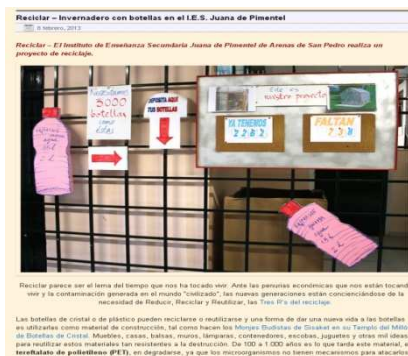 Reciclar – Invernadero con botellas en el I.E.S. Juana de Pimentel
6 febrero, 2013
Reciclar – El Instituto de Enseñanza Secundaria Juana de Pimentel de Arenas de San Pedro realiza un
proyecto de reciclaje.
Necesitamos
3000
botellas
como
éstas
DEPOSITA AQUÍ
TUS BOTELLAS
Este es
nuestro proyecto
YA TENEMOS
FALTAN
Reciclar parece ser el lema del tiempo que nos ha tocado vivir. Ante las penurias económicas que nos están tocando
vivir y la contaminación generada en el mundo "civilizado", las nuevas generaciones están concienciándose de la
necesidad de Reducir, Reciclar y Reutilizar, las Tres R's del reciclaje.
Las botellas de cristal o de plástico pueden reciclarse o reutilizarse y una forma de dar una nueva vida a las botellas
es utilizarlas como material de construcción, tal como hacen los Monjes Budistas de Sisaket en su Templo del Milló
de Botellas de Cristal. Muebles, casas, balsas, muros, lámparas, contenedores, escobas, juguetes y otras mil ideas
para reutilizar estos materiales tan resistentes a la destrucción. De 100 a 1.000 años es lo que tarda este material, e
tereftalato de polietileno (PET), en degradarse, ya que los microorganismos no tienen mecanismos para atacarlo.